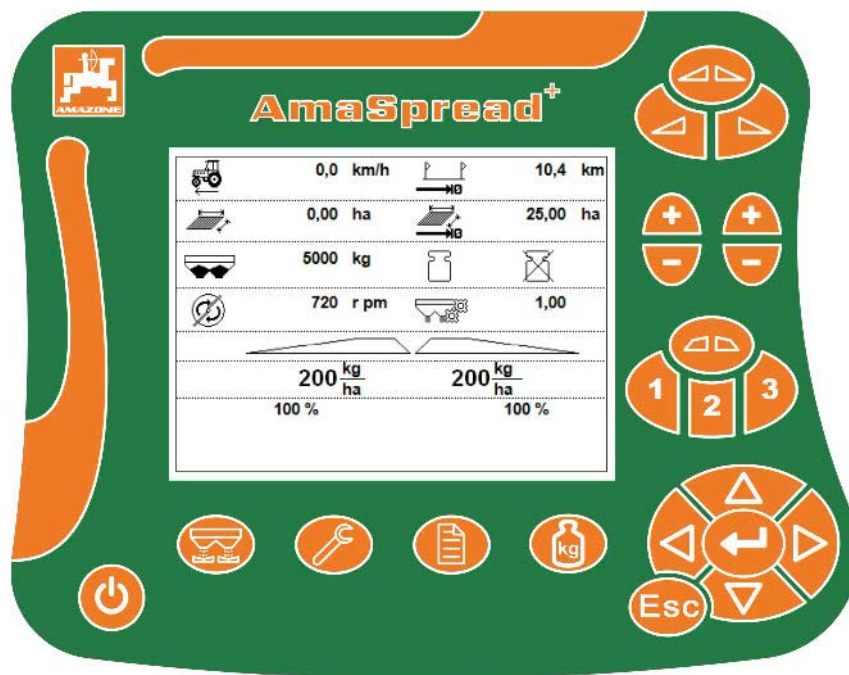 AMAZONE
AmaSpread+
0,0 km/h 10,4 km
0,00 ha 25,00 ha
5000 kg
720 r pm 1,00
200 kg/ha 200 kg/ha
100 % 100 %
+ +
- -
1 2 3
kg
Esc